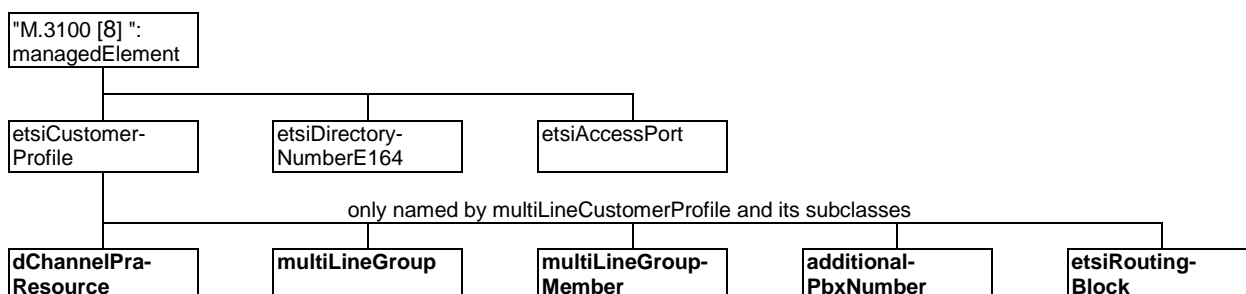 "M.3100 [8] ":
managedElement
etsiCustomer-
Profile
etsiDirectory-
NumberE164
etsiAccessPort
only named by multiLineCustomerProfile and its subclasses
dChannelPra-
Resource
multiLineGroup
multiLineGroup-
Member
additional-
PbxNumber
etsiRouting-
Block